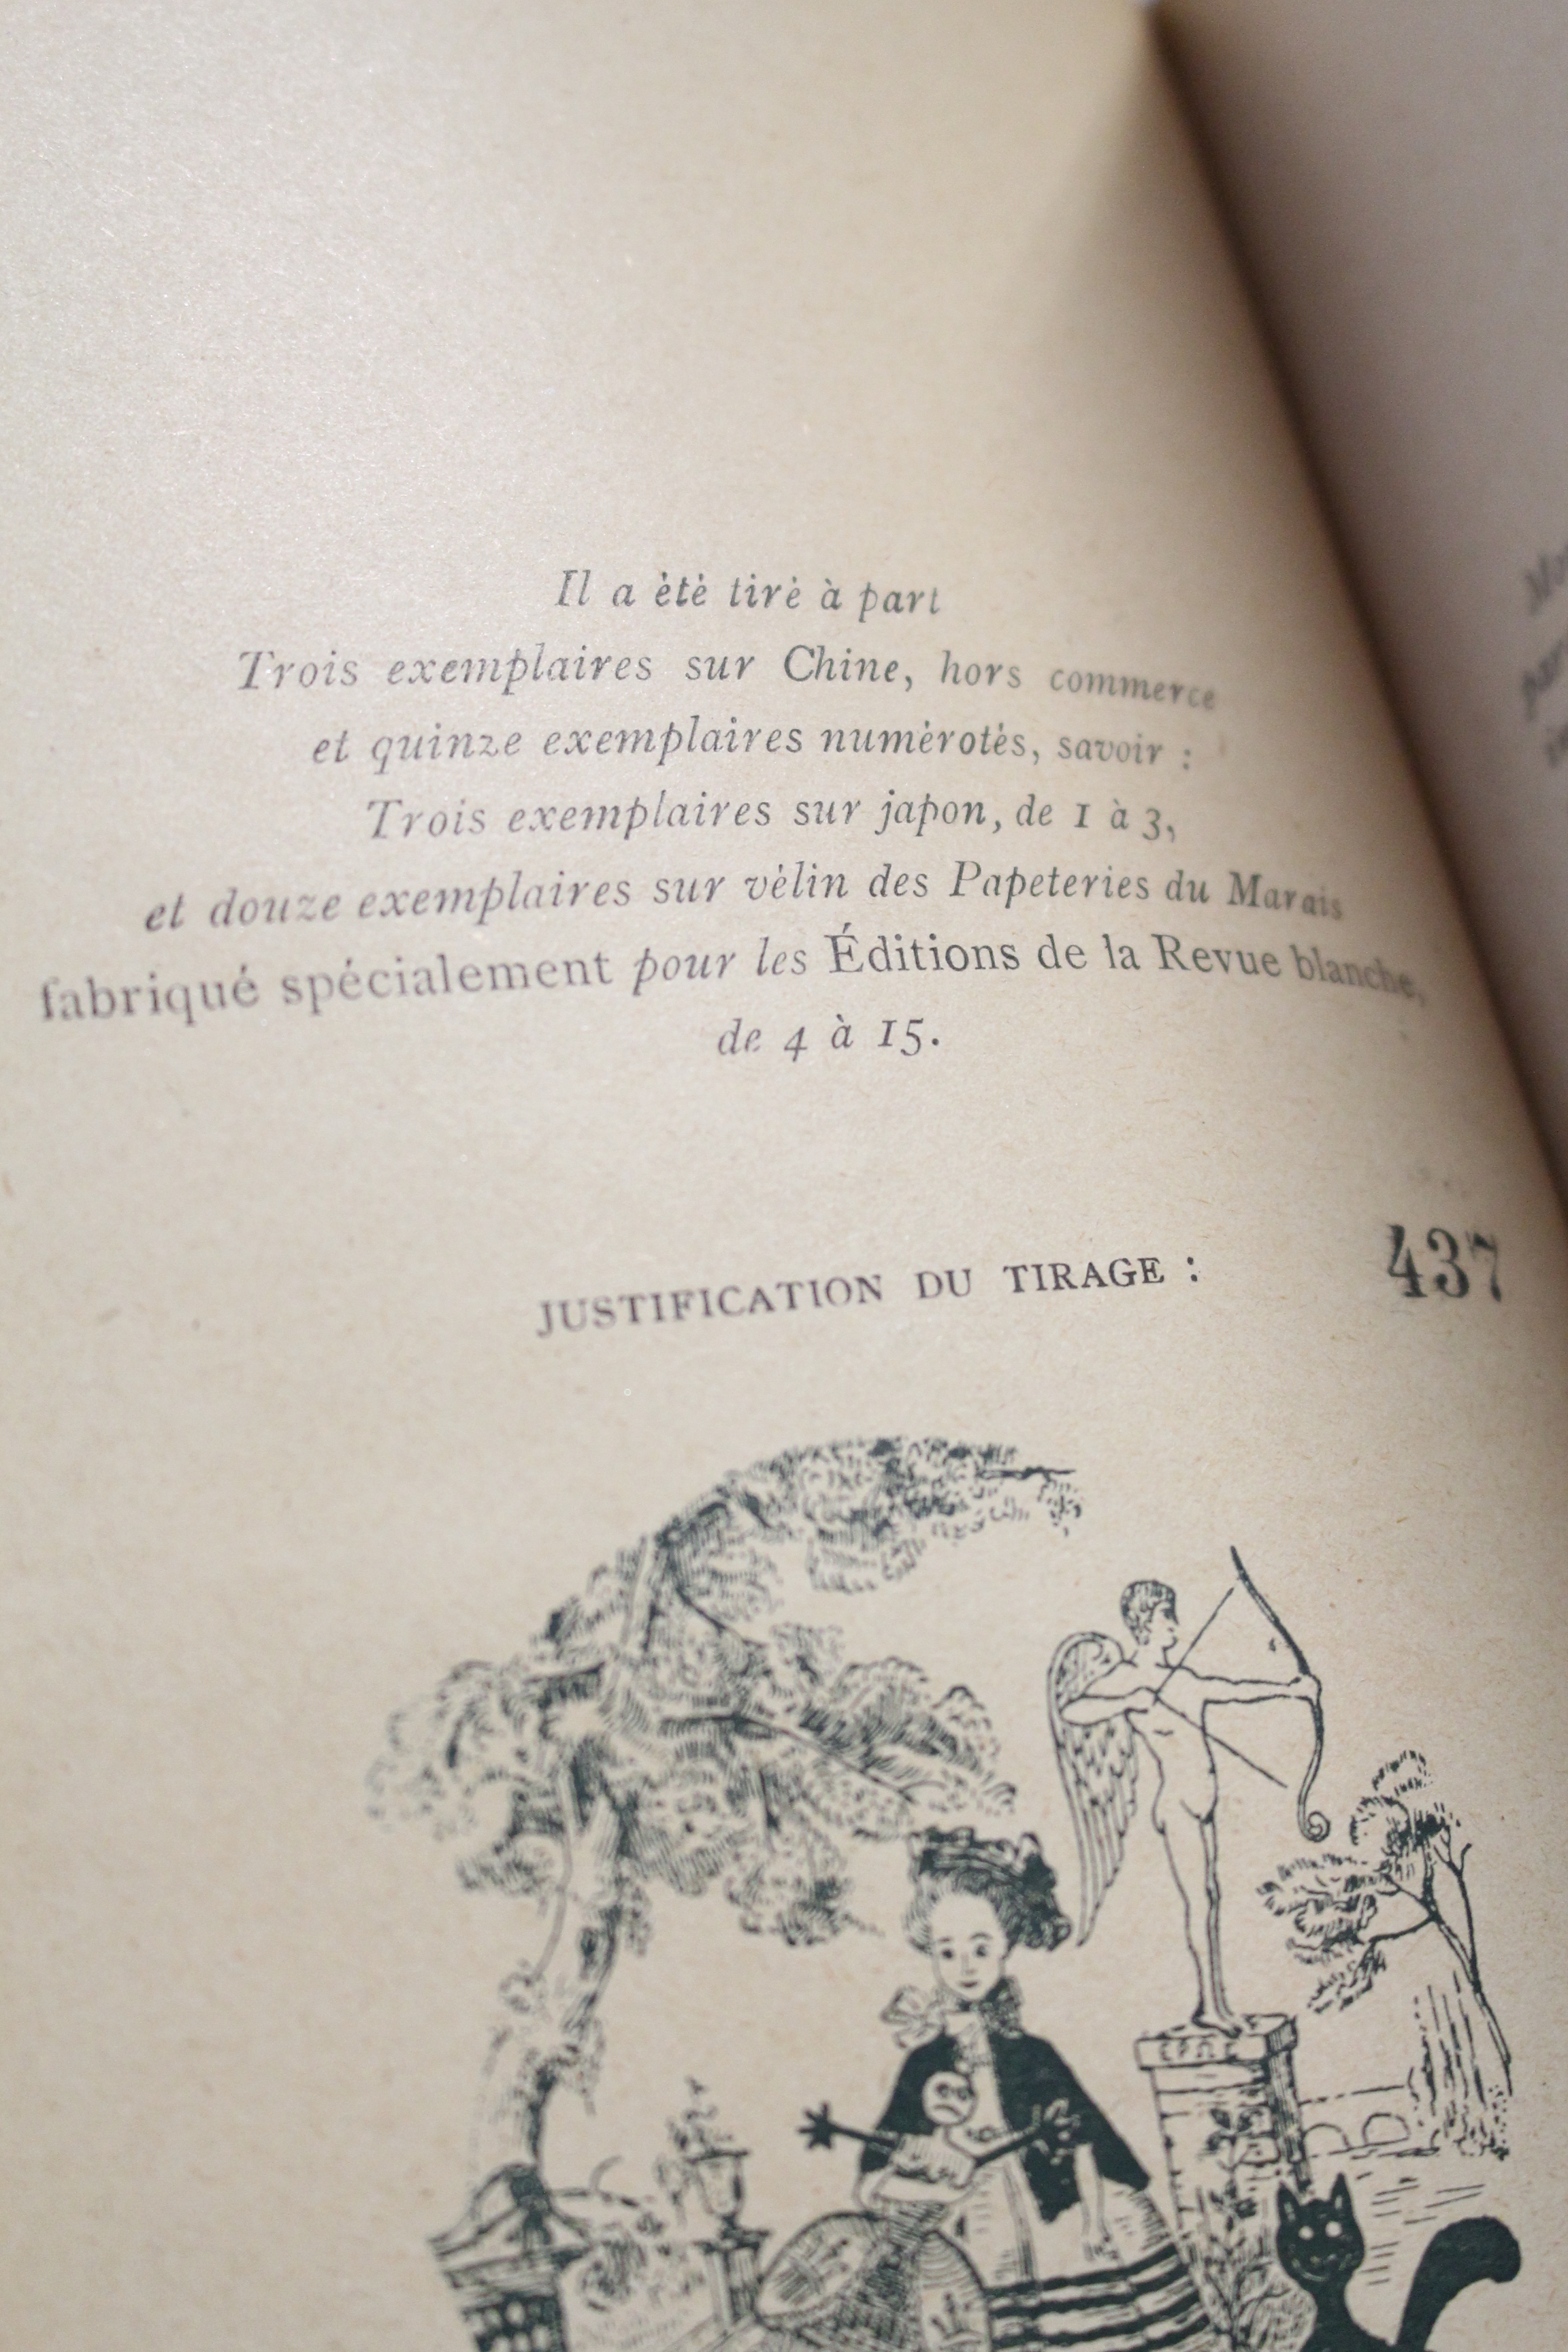 Il a été tiré à part
Trois exemplaires sur Chine, hors commerce
et quinze exemplaires numérotés, savoir :
Trois exemplaires sur japon, de 1 à 3,
et douze exemplaires sur vélin des Papeteries du Marais
fabriqué spécialement pour les Éditions de la Revue blanche,
de 4 à 15.
JUSTIFICATION DU TIRAGE : 437